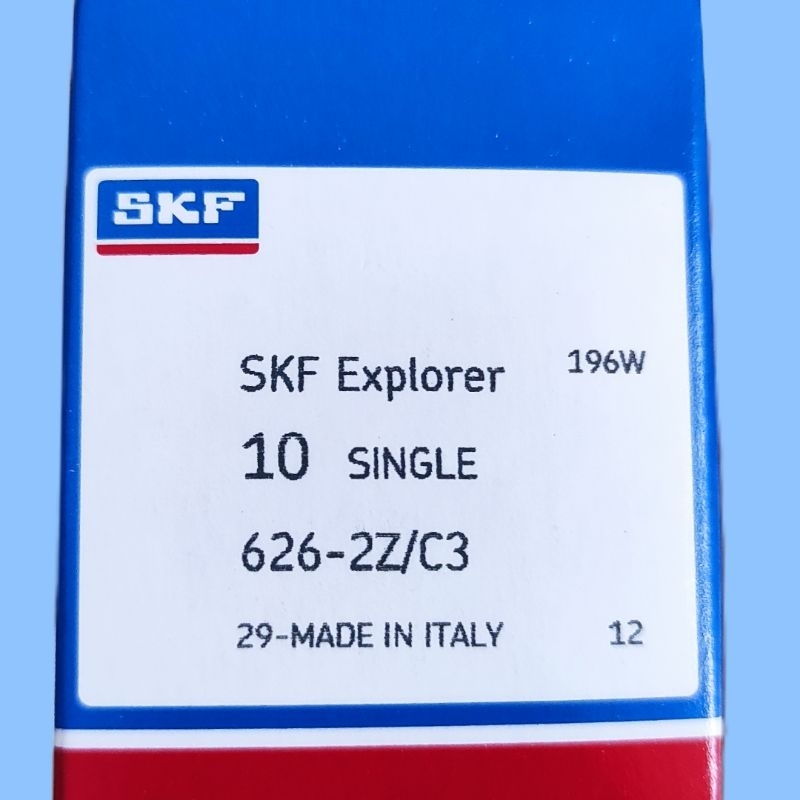 SKF
SKF Explorer 196W
10 SINGLE
626-2Z/C3
29-MADE IN ITALY 12